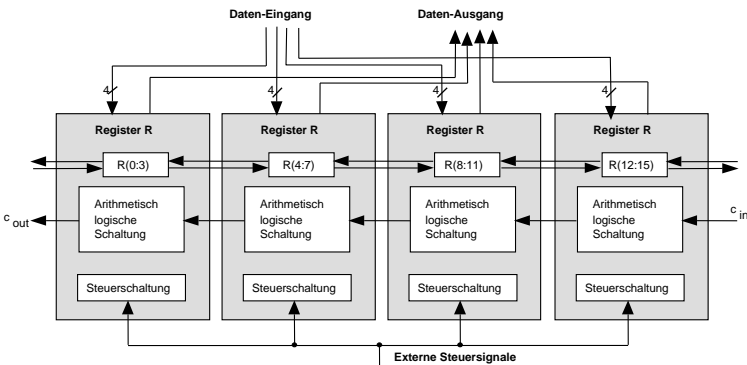 Daten-Eingang Daten-Ausgang
4 4 4 4
Register R Register R Register R Register R
R(0:3) R(4:7) R(8:11) R(12:15)
Arithmetisch Arithmetisch Arithmetisch Arithmetisch
logische logische logische logische
Schaltung Schaltung Schaltung Schaltung
c out c in
Steuerschaltung Steuerschaltung Steuerschaltung Steuerschaltung
Externe Steuersignale